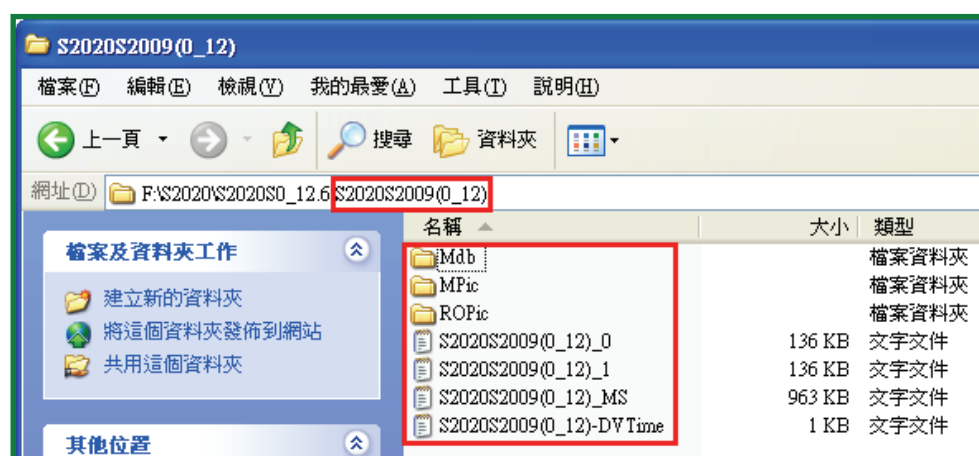 S2020S2009(0_12)
檔案(F) 編輯(E) 檢視(V) 我的最愛(A) 工具(T) 說明(H)
上一頁 搜尋 資料夾
網址(D) F:\S2020\S2020S0_12.6\S2020S2009(0_12)
名稱 大小 類型
檔案及資料夾工作
建立新的資料夾
將這個資料夾發佈到網站
共用這個資料夾
其他位置
Mdb 檔案資料夾
MPic 檔案資料夾
ROPic 檔案資料夾
S2020S2009(0_12)_0 136 KB 文字文件
S2020S2009(0_12)_1 136 KB 文字文件
S2020S2009(0_12)_MS 963 KB 文字文件
S2020S2009(0_12)-DVTime 1 KB 文字文件